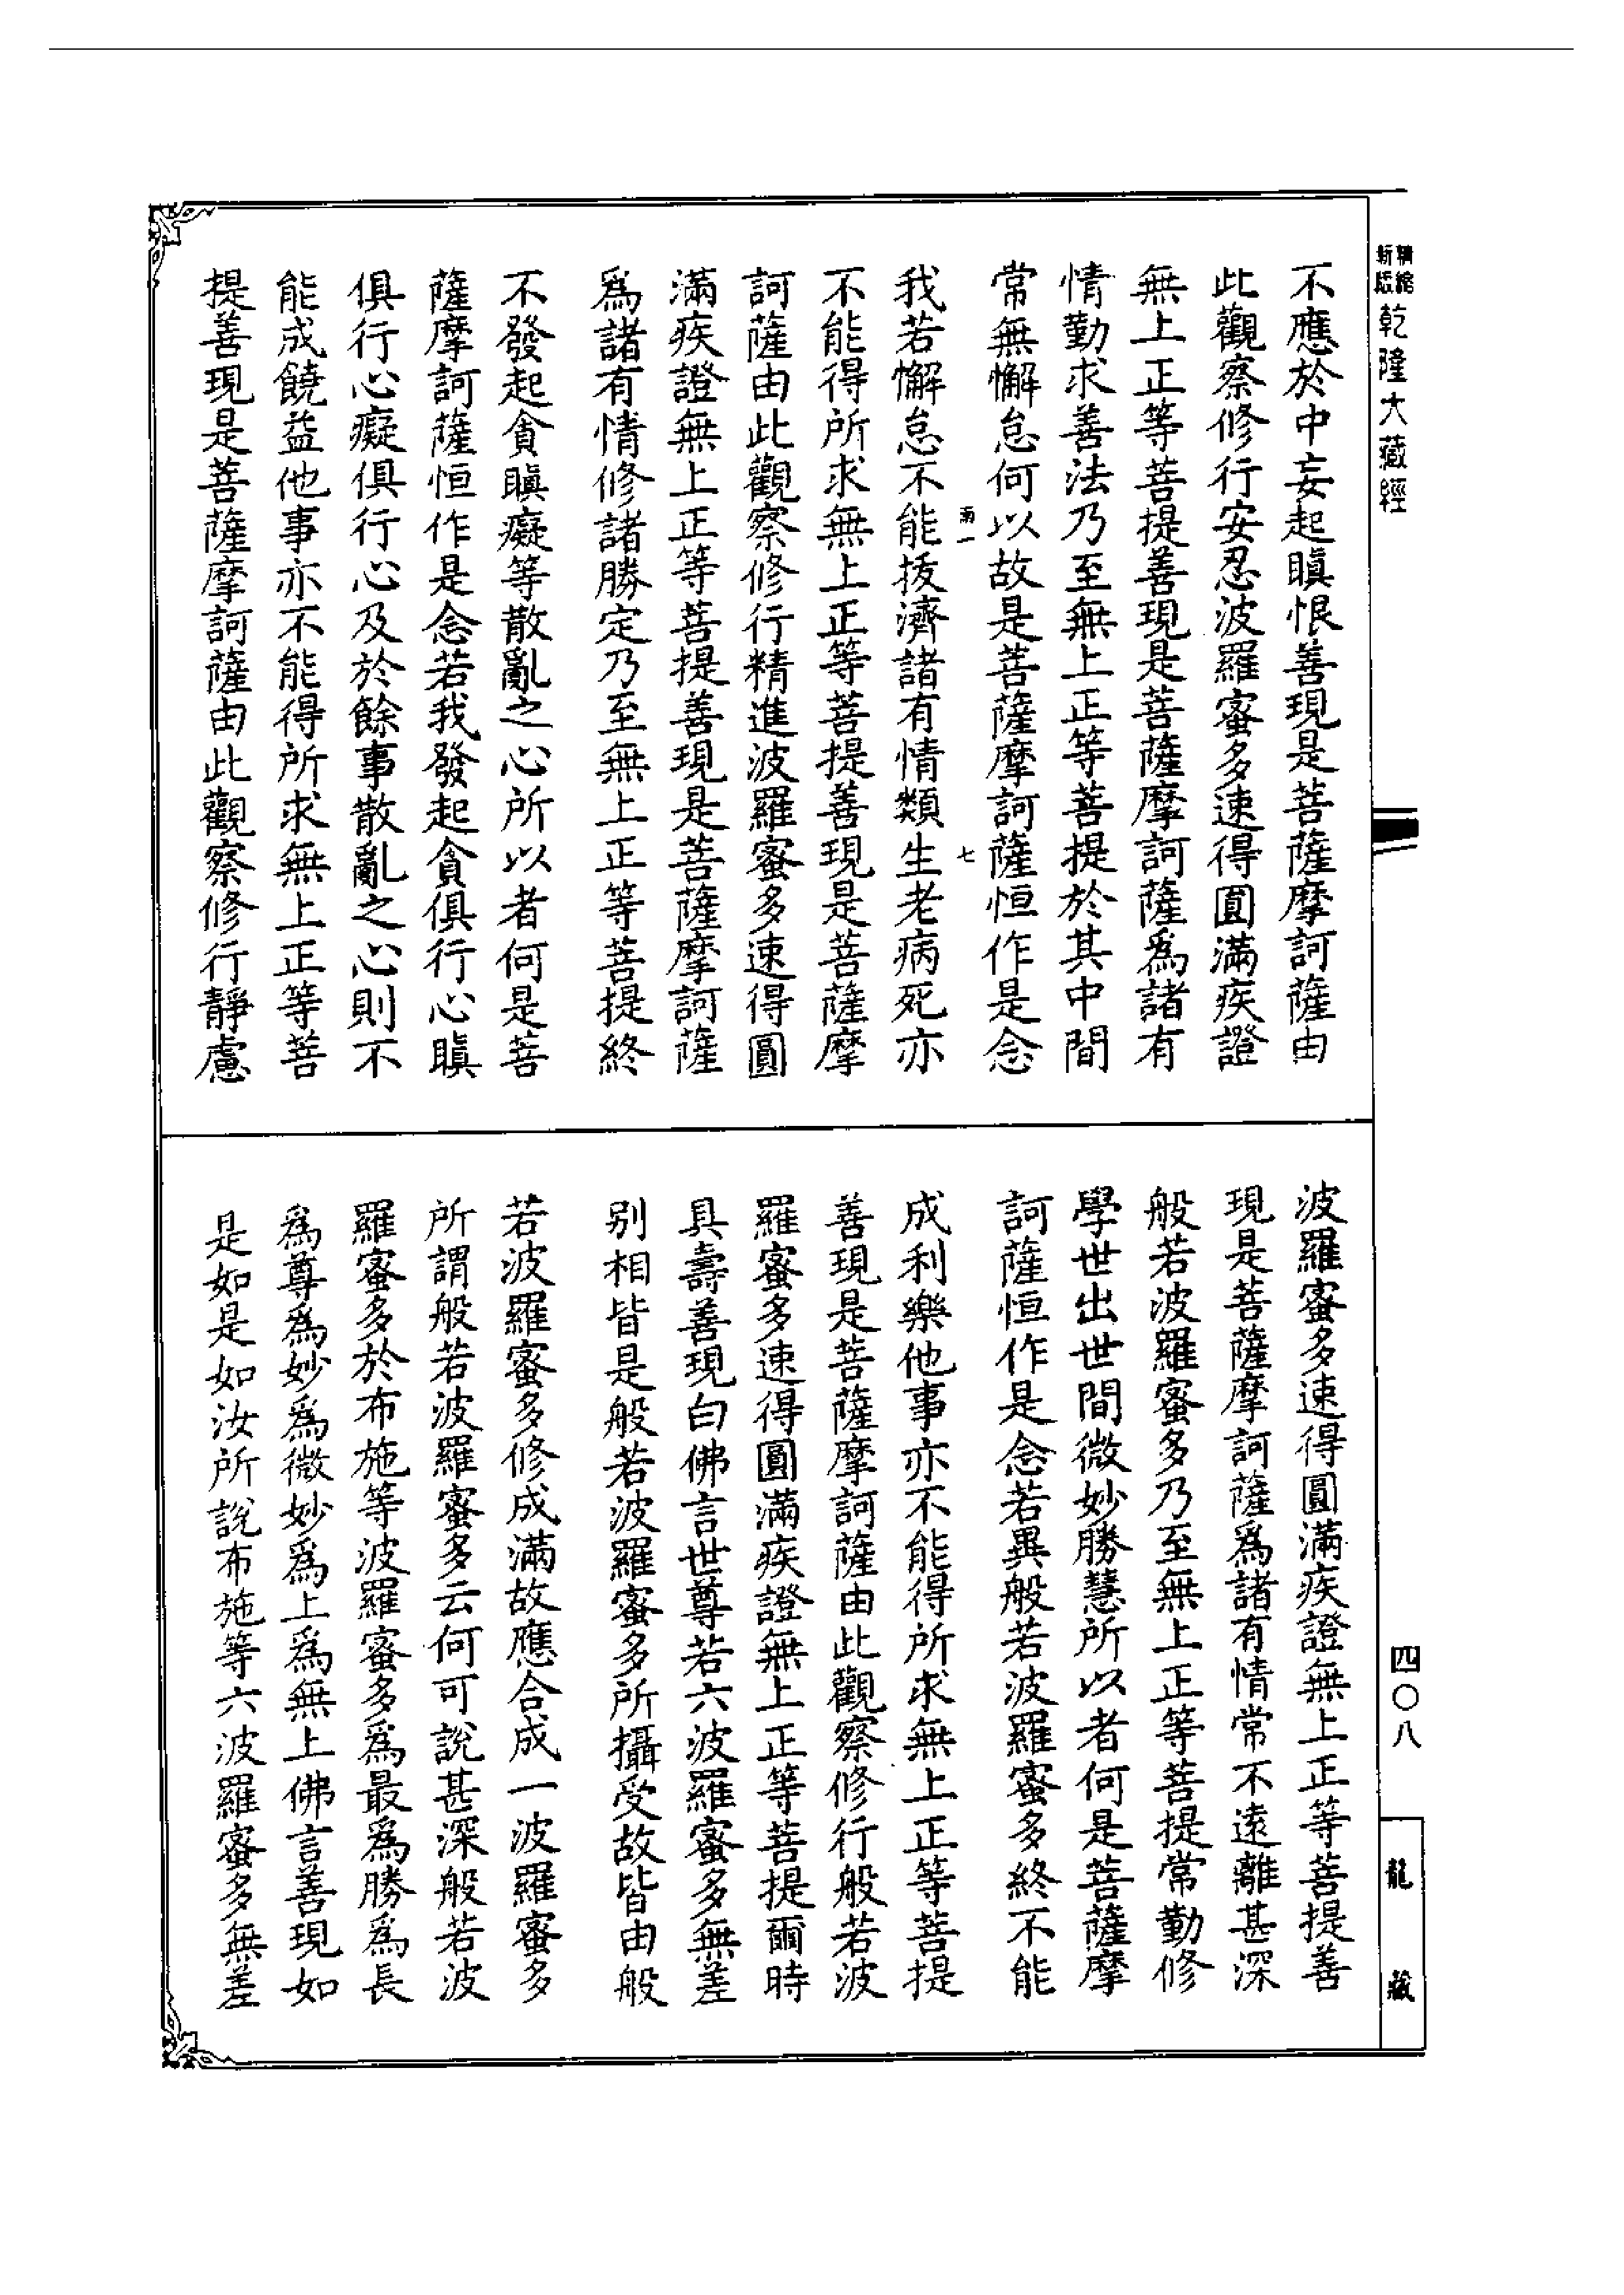 精縮新版乾隆大藏經
四〇八
龍藏
不應於中妄起瞋恨善現是菩薩摩訶薩由
此觀察修行安忍波羅蜜多速得圓滿疾證
無上正等菩提善現是菩薩摩訶薩爲諸有
情勤求善法乃至無上正等菩提於其中間
常無懈怠何以故是菩薩摩訶薩恒作是念
七
我若懈怠不能拔濟諸有情類生老病死亦
不能得所求無上正等菩提善現是菩薩摩
訶薩由此觀察修行精進波羅蜜多速得圓
滿疾證無上正等菩提善現是菩薩摩訶薩
爲諸有情修諸勝定乃至無上正等菩提終
不發起貪瞋癡等散亂之心所以者何是菩
薩摩訶薩恒作是念若我發起貪俱行心瞋
俱行心癡俱行心及於餘事散亂之心則不
能成饒益他事亦不能得所求無上正等菩
提善現是菩薩摩訶薩由此觀察修行靜慮
波羅蜜多速得圓滿疾證無上正等菩提善
現是菩薩摩訶薩爲諸有情常不遠離甚深
般若波羅蜜多乃至無上正等菩提常勤修
學世出世間微妙勝慧所以者何是菩薩摩
訶薩恒作是念若異般若波羅蜜多終不能
成利樂他事亦不能得所求無上正等菩提
善現是菩薩摩訶薩由此觀察修行般若波
羅蜜多速得圓滿疾證無上正等菩提爾時
具壽善現白佛言世尊若六波羅蜜多無差
別相皆是般若波羅蜜多所攝受故皆由般
若波羅蜜多修成滿故應合成一波羅蜜多
所謂般若波羅蜜多云何可說甚深般若波
羅蜜多於布施等波羅蜜多爲最爲勝爲長
爲尊爲妙爲微妙爲上爲無上佛言善現如
是如是如汝所說布施等六波羅蜜多無差